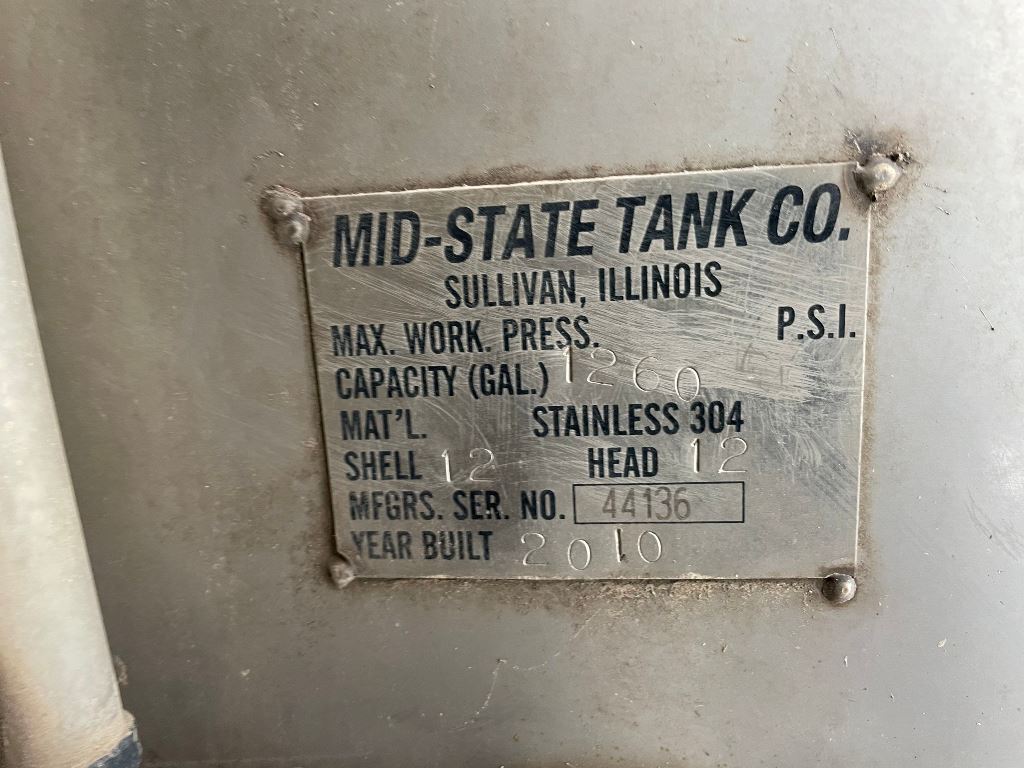 MID-STATE TANK CO.
SULLIVAN, ILLINOIS
MAX. WORK. PRESS. P.S.I.
CAPACITY (GAL.) 1260
MAT'L. STAINLESS 304
SHELL 12 HEAD 12
MFGRS. SER. NO. 44136
YEAR BUILT 2010